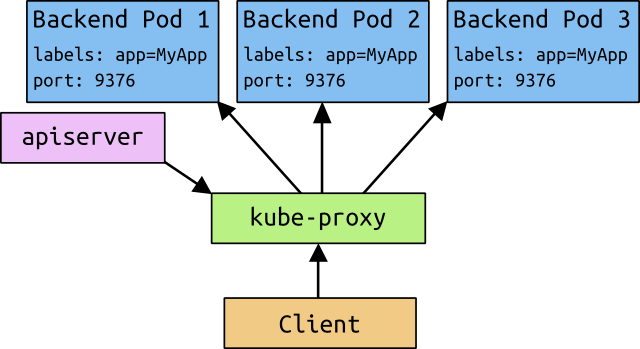 Backend Pod 1
labels: app=MyApp
port: 9376
Backend Pod 2
labels: app=MyApp
port: 9376
Backend Pod 3
labels: app=MyApp
port: 9376
apiserver
kube-proxy
Client